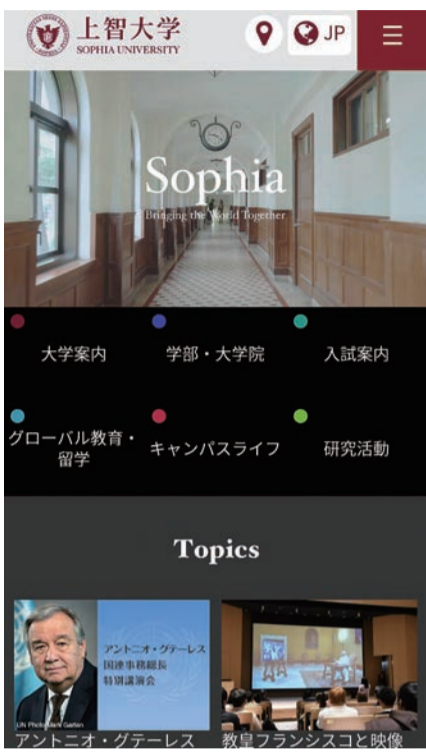 上智大学
SOPHIA UNIVERSITY
JP
Sophia
Bringing the World Together
大学案内
学部・大学院
入試案内
グローバル教育・
留学
キャンパスライフ
研究活動
Topics
アントニオ・グテーレス
国連事務総長
特別講演会
UN Photo/Mark Garten
アントニオ・グテーレス
教皇フランシスコと映像